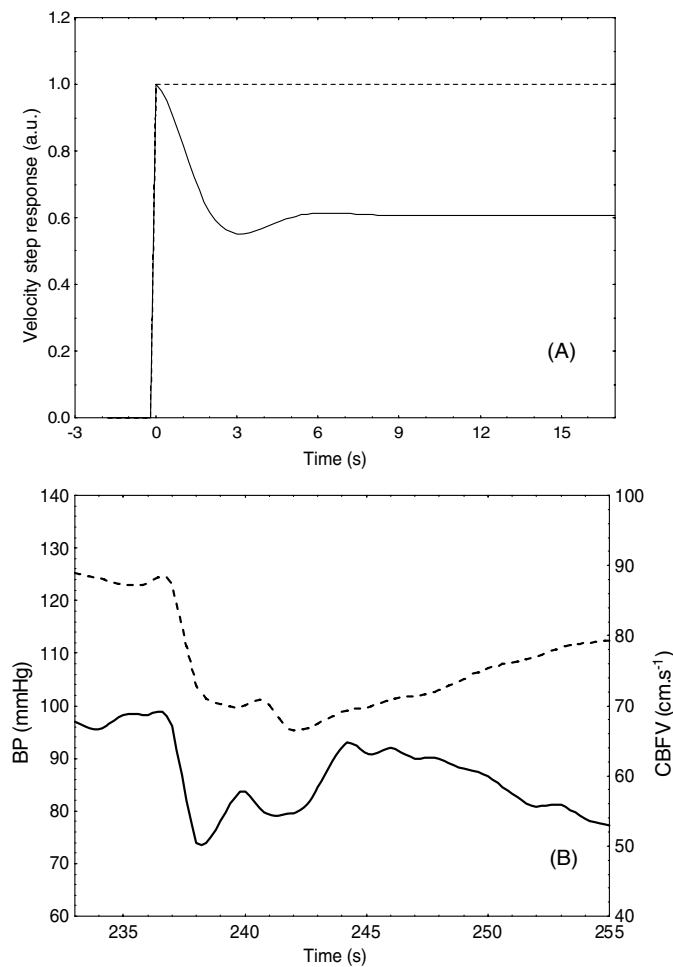 1.2
1.0
0.8
0.6
0.4
0.2
0.0
Velocity step response (a.u.)
(A)
-3 0 3 6 9 12 15
Time (s)
140
130
120
110
100
90
80
70
60
BP (mmHg)
100
90
80
70
60
50
40
CBFV (cm.s⁻¹)
(B)
235 240 245 250 255
Time (s)